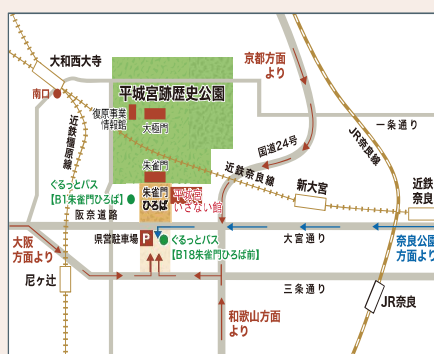 京都方面
より
大和西大寺
平城宮跡歴史公園
南口
復原事業
情報館
大極門
一条通り
近鉄橿原線
国道24号
JR奈良線
朱雀門
近鉄奈良線
ぐるっとバス
【B1朱雀門ひろば】
朱雀門
ひろば
平城宮
いざない館
新大宮
近鉄
奈良
阪奈道路
大阪
方面より
県営駐車場
P
ぐるっとバス
【B18朱雀門ひろば前】
大宮通り
奈良公園
方面より
尼ヶ辻
三条通り
JR奈良
和歌山方面
より